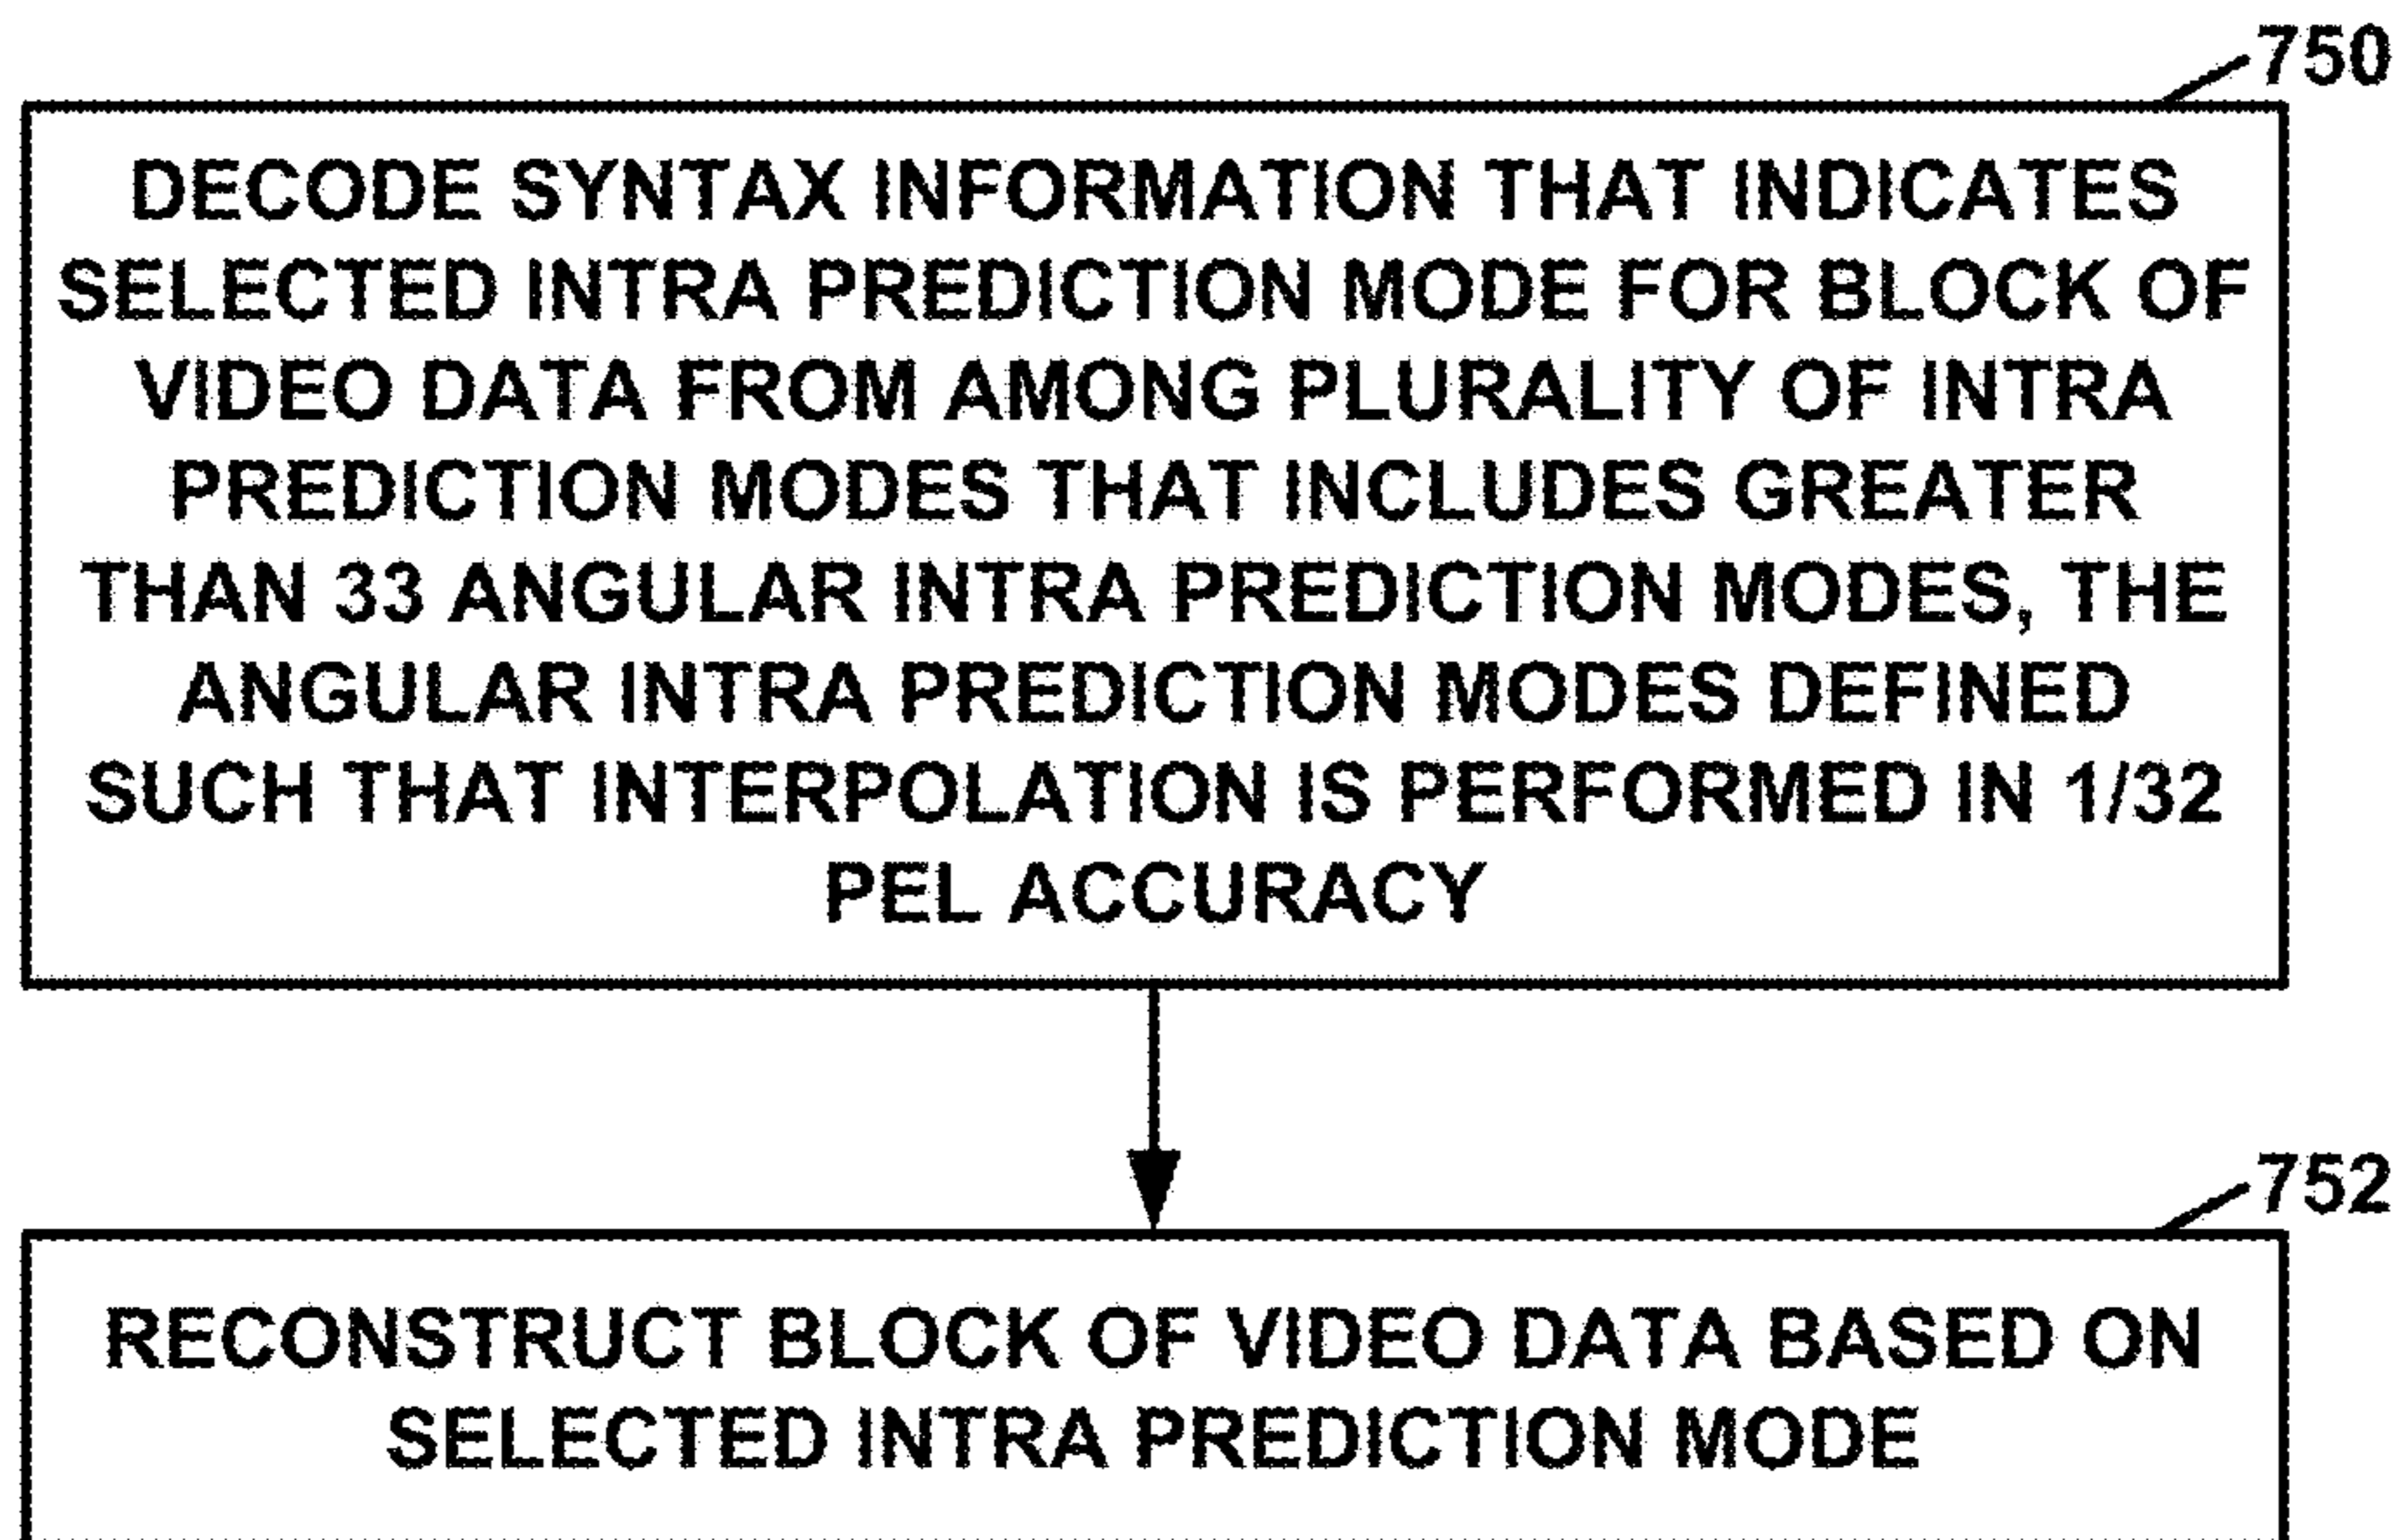 750
DECODE SYNTAX INFORMATION THAT INDICATES
SELECTED INTRA PREDICTION MODE FOR BLOCK OF
VIDEO DATA FROM AMONG PLURALITY OF INTRA
PREDICTION MODES THAT INCLUDES GREATER
THAN 33 ANGULAR INTRA PREDICTION MODES, THE
ANGULAR INTRA PREDICTION MODES DEFINED
SUCH THAT INTERPOLATION IS PERFORMED IN 1/32
PEL ACCURACY
752
RECONSTRUCT BLOCK OF VIDEO DATA BASED ON
SELECTED INTRA PREDICTION MODE